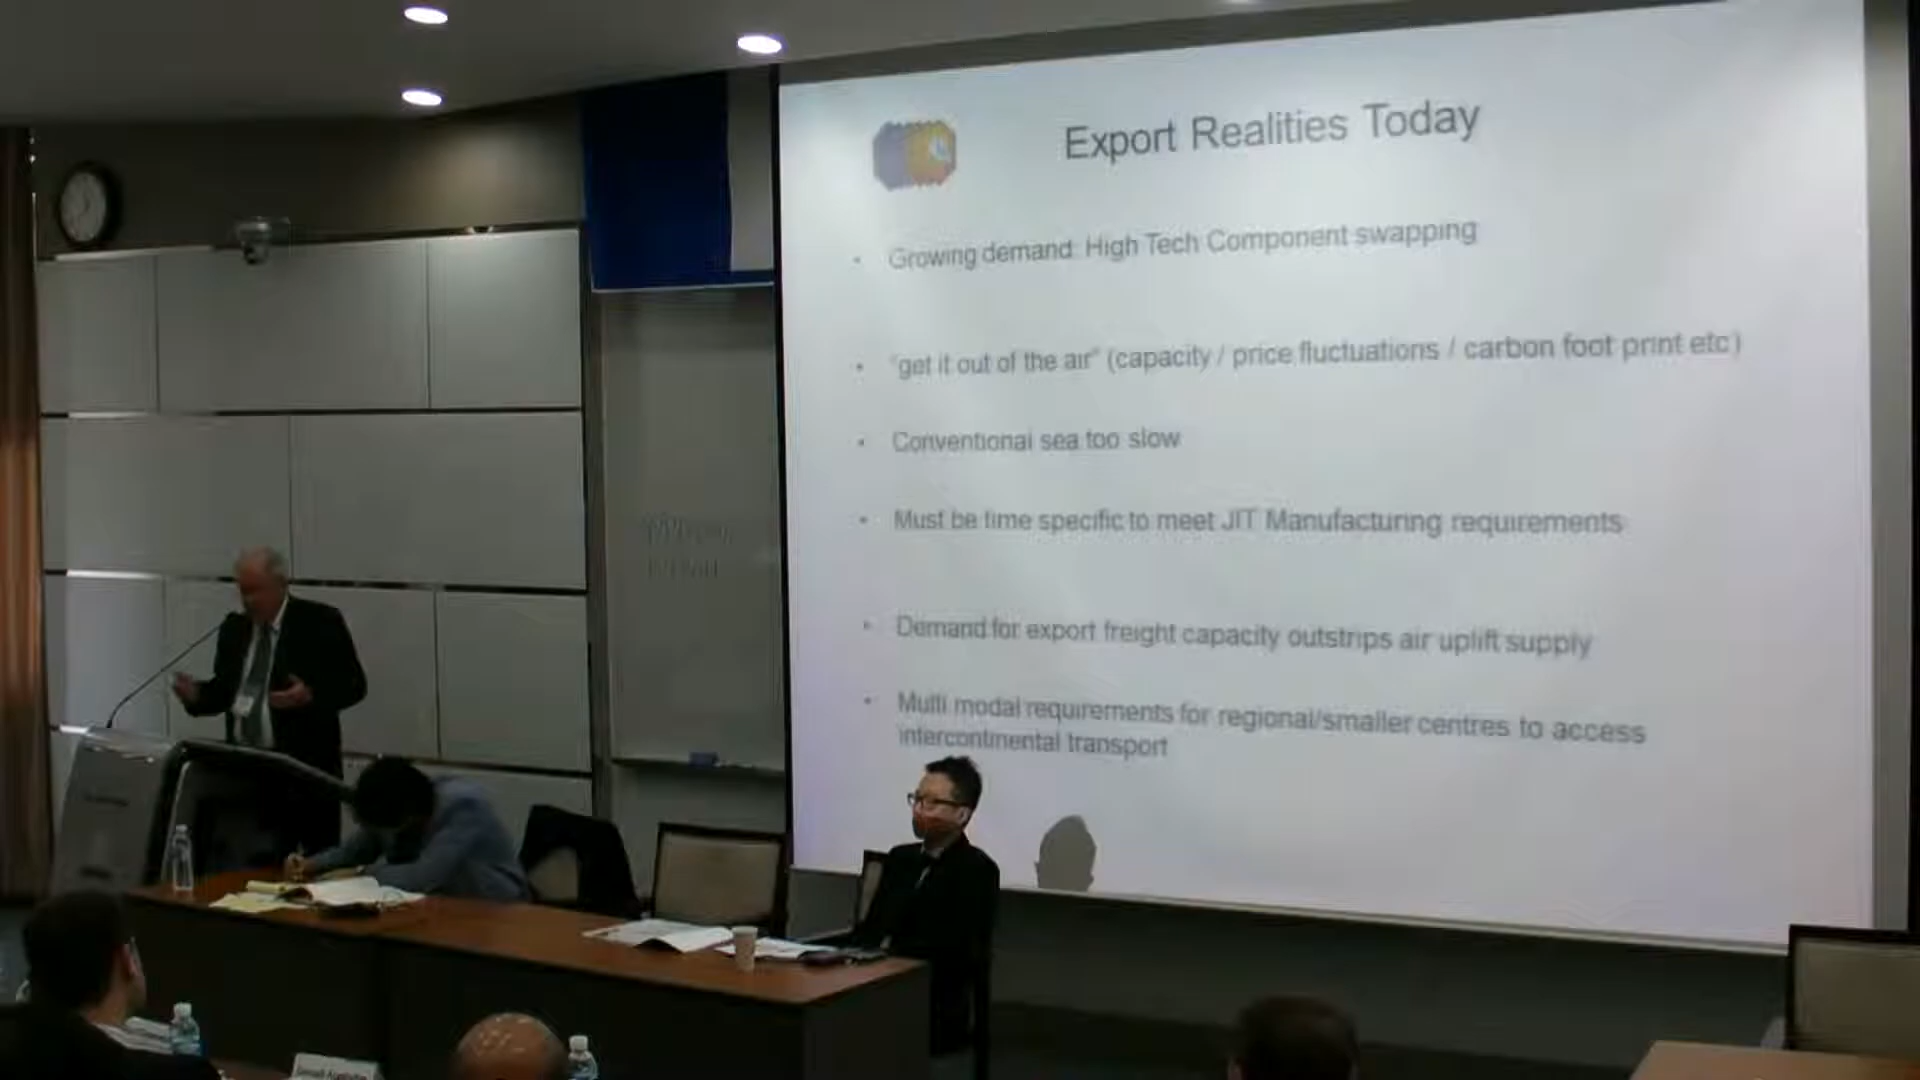 Export Realities Today
• Growing demand: High Tech Component swapping
• "get it out of the air" (capacity / price fluctuations / carbon foot print etc)
• Conventional sea too slow
• Must be time specific to meet JIT Manufacturing requirements
• Demand for export freight capacity outstrips air uplift supply
• Multi modal requirements for regional/smaller centres to access
intercontinental transport